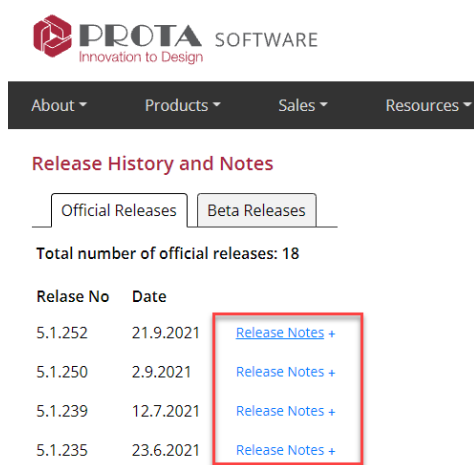 PROTA SOFTWARE
Innovation to Design
About Products Sales Resources
Release History and Notes
Official Releases Beta Releases
Total number of official releases: 18
Relase No Date
5.1.252 21.9.2021 Release Notes +
5.1.250 2.9.2021 Release Notes +
5.1.239 12.7.2021 Release Notes +
5.1.235 23.6.2021 Release Notes +